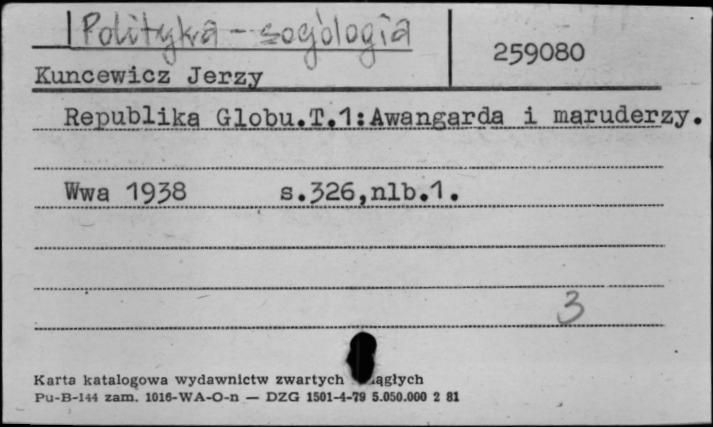 Polityka - socjologia
259080
Kuncewicz Jerzy
Republika Globu.T.1:Awangarda i maruderzy.
Wwa 1938 s.326,nlb.1.
3
Karta katalogowa wydawnictw zwartych
Pu-B-144 zam. 1016-WA-O-n — DZG 1501-4-79 5.050.000 2 81